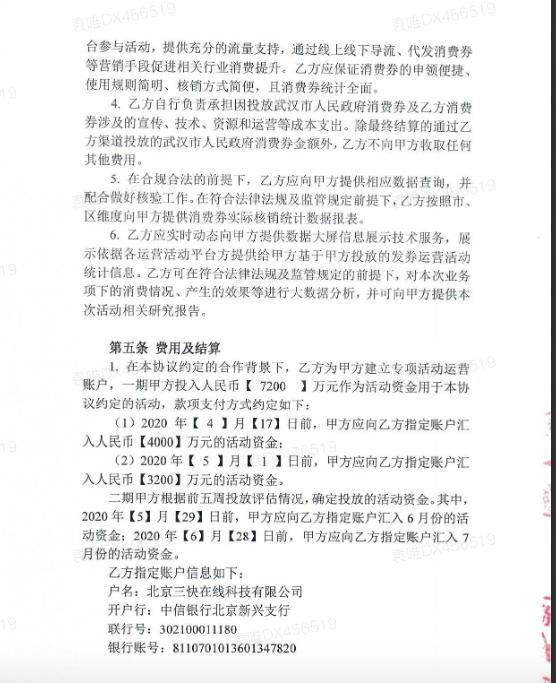 台参与活动，提供充分的流量支持，通过线上线下导流、代发消费券
等营销手段促进相关行业消费提升。乙方应保证消费券的申领便捷、
使用规则简明、核销方式简便，且消费券统计全面。
4. 乙方自行负责承担因投放武汉市人民政府消费券及乙方消费
券涉及的宣传、技术、资源和运营等成本支出。除最终结算的通过乙
方渠道投放的武汉市人民政府消费券金额外，乙方不向甲方收取任何
其他费用。
5. 在合规合法的前提下，乙方应向甲方提供相应数据查询，并
配合做好核验工作。在符合法律法规及监管规定前提下，乙方按照市、
区维度向甲方提供消费券实际核销统计数据报表。
6. 乙方应实时动态向甲方提供数据大屏信息展示技术服务，展
示依据各运营活动平台方提供给甲方基于甲方投放的发券运营活动
统计信息。乙方可在符合法律法规及监管规定的前提下，对本次业务
项下的消费情况、产生的效果等进行大数据分析，并可向甲方提供本
次活动相关研究报告。
第五条 费用及结算
1. 在本协议约定的合作背景下，乙方为甲方建立专项活动运营
账户，一期甲方投入人民币【 7200 】万元作为活动资金用于本协
议约定的活动，款项支付方式约定如下：
（1）2020 年【 4 】月【17】日前，甲方应向乙方指定账户汇
入人民币【4000】万元的活动资金；
（2）2020 年【 5 】月【 1 】日前，甲方应向乙方指定账户汇
入人民币【3200】万元的活动资金。
二期甲方根据前五周投放评估情况，确定投放的活动资金。其中，
2020 年【5】月【29】日前，甲方应向乙方指定账户汇入 6 月份的活
动资金；2020 年【6】月【28】日前，甲方应向乙方指定账户汇入 7
月份的活动资金。
乙方指定账户信息如下：
户名：北京三快在线科技有限公司
开户行：中信银行北京新兴支行
联行号：302100011180
银行账号：8110701013601347820
袁唯DX456519